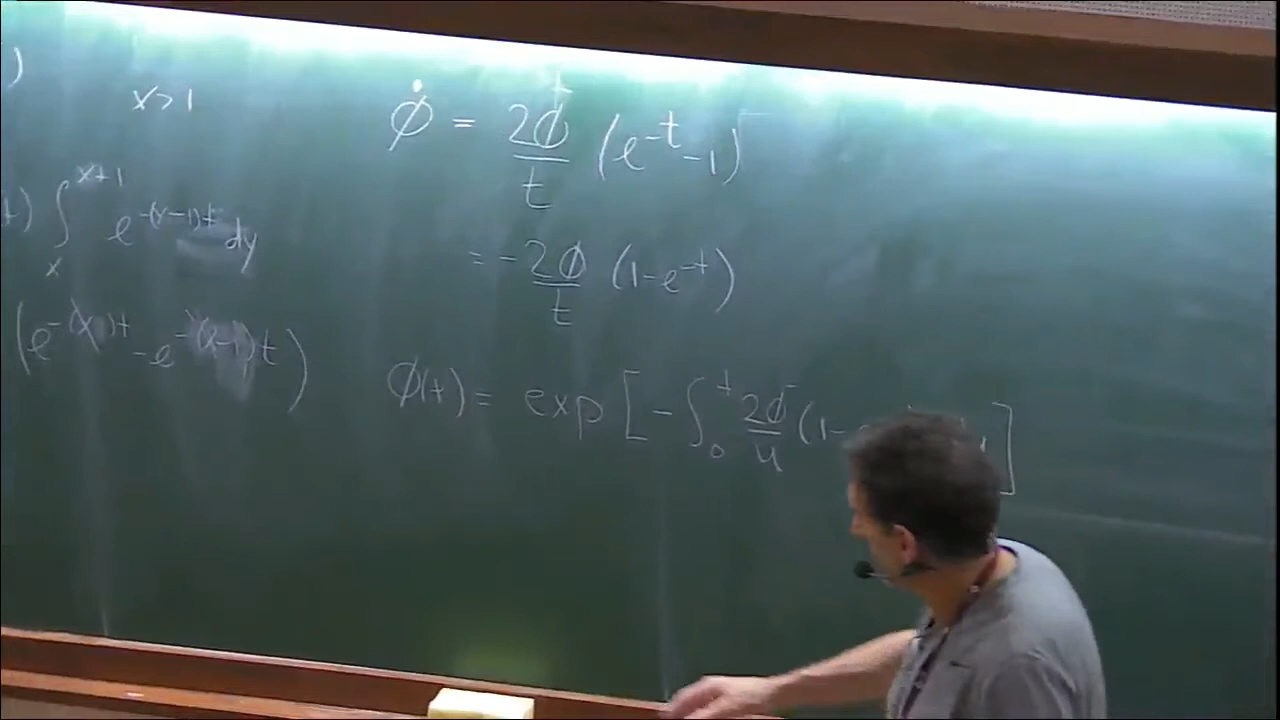 )
x>1
∫_x^{x+1} e^{-(y-1)t} dy
(e^{-(x)t} - e^{-(x-1)t})
ϕ̇ = 2ϕ/t (e^{-t} - 1)
= - 2ϕ/t (1 - e^{-t})
ϕ(t) = exp [ - ∫_0^t 2ϕ/u (1- ]